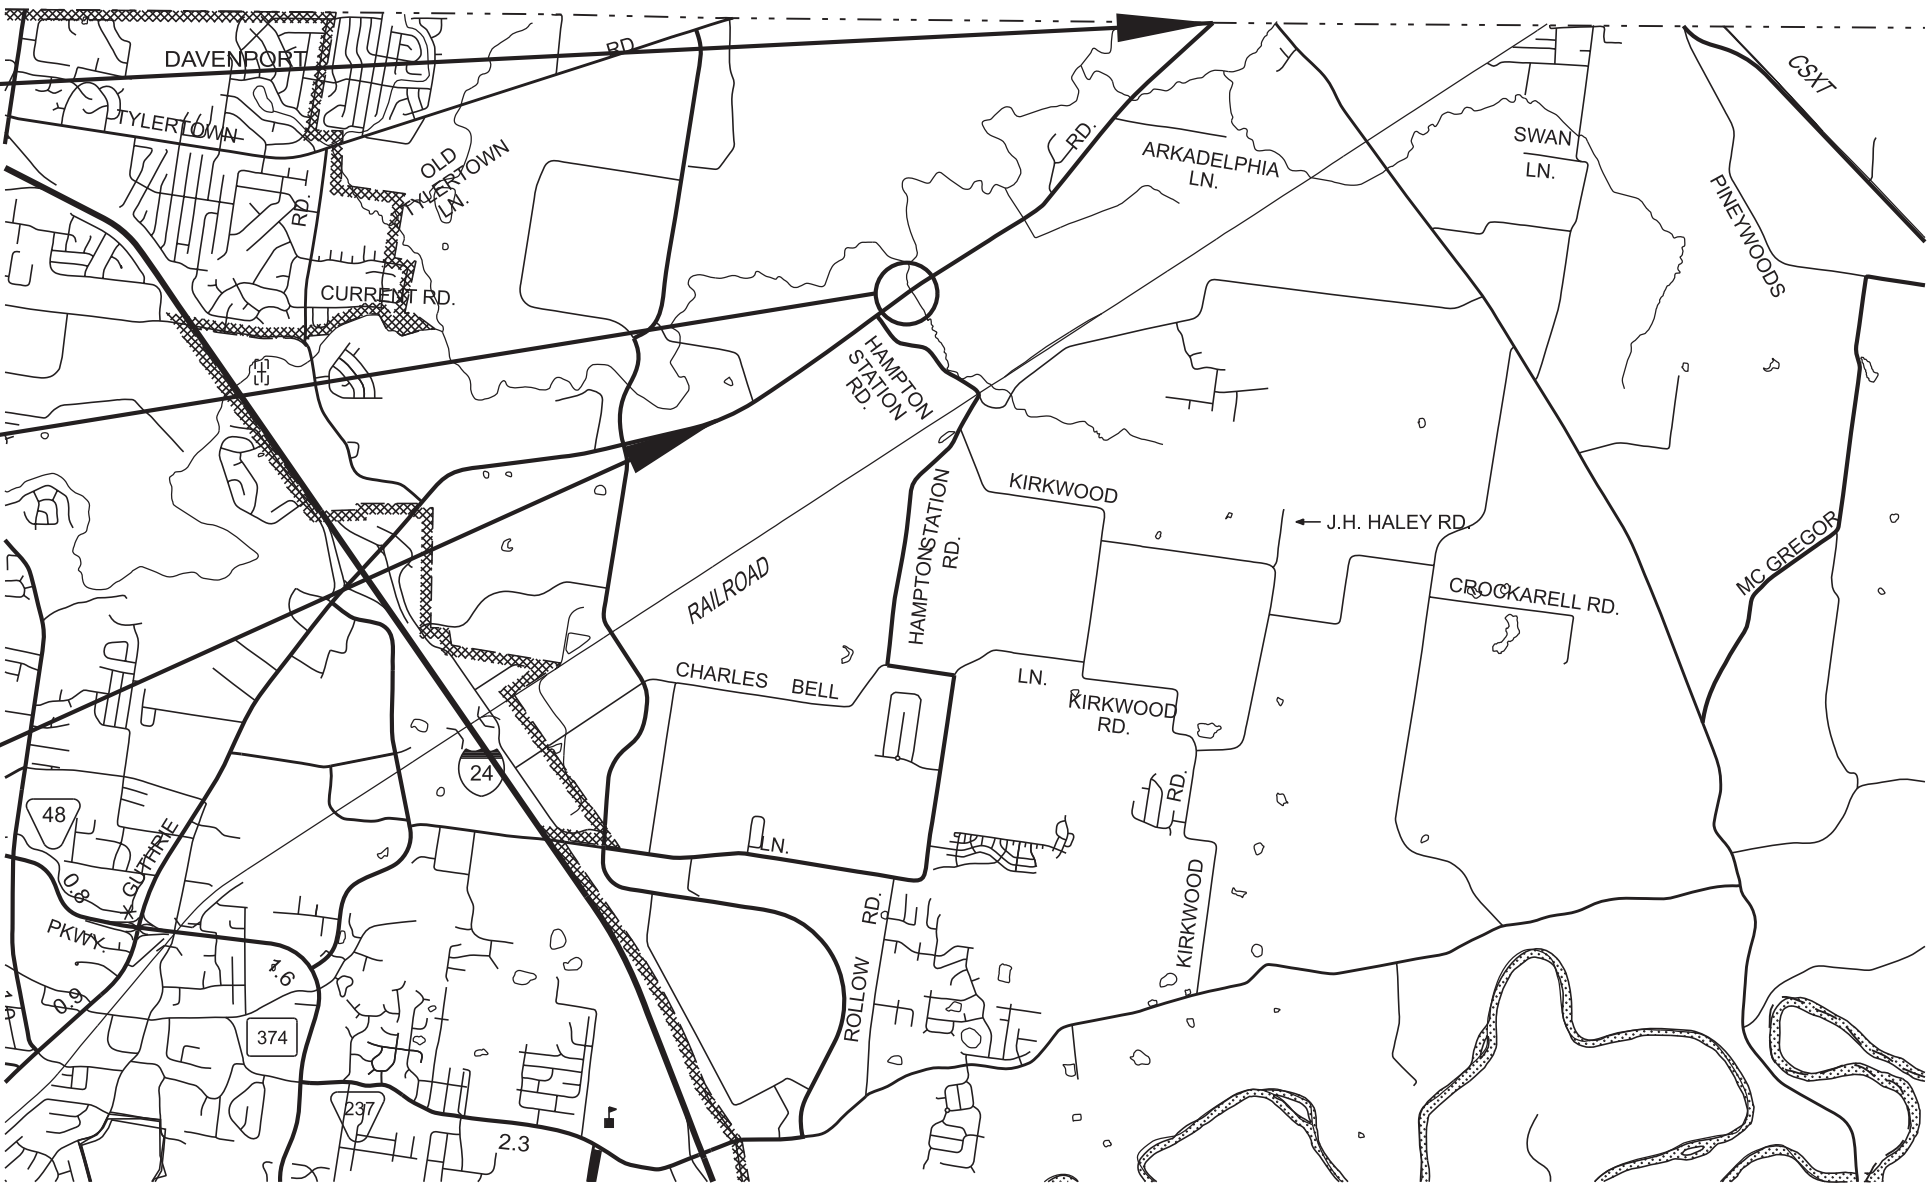 DAVENPORT
RD
CSXT
TYLERTOWN
OLD
TYLERTOWN
LN.
RD.
RD.
ARKADELPHIA
LN.
SWAN
LN.
PINEYWOODS
CURRENT RD.
HAMPTON
STATION
RD.
KIRKWOOD
J.H. HALEY RD.
HAMPTON
STATION
RD.
RAILROAD
MC GREGOR
CROCKARELL RD.
CHARLES BELL
LN.
KIRKWOOD
RD.
24
RD.
48
GUTHRIE
LN.
0.8
PKWY.
RD.
KIRKWOOD
1.6
0.9
ROLLOW
374
237
2.3